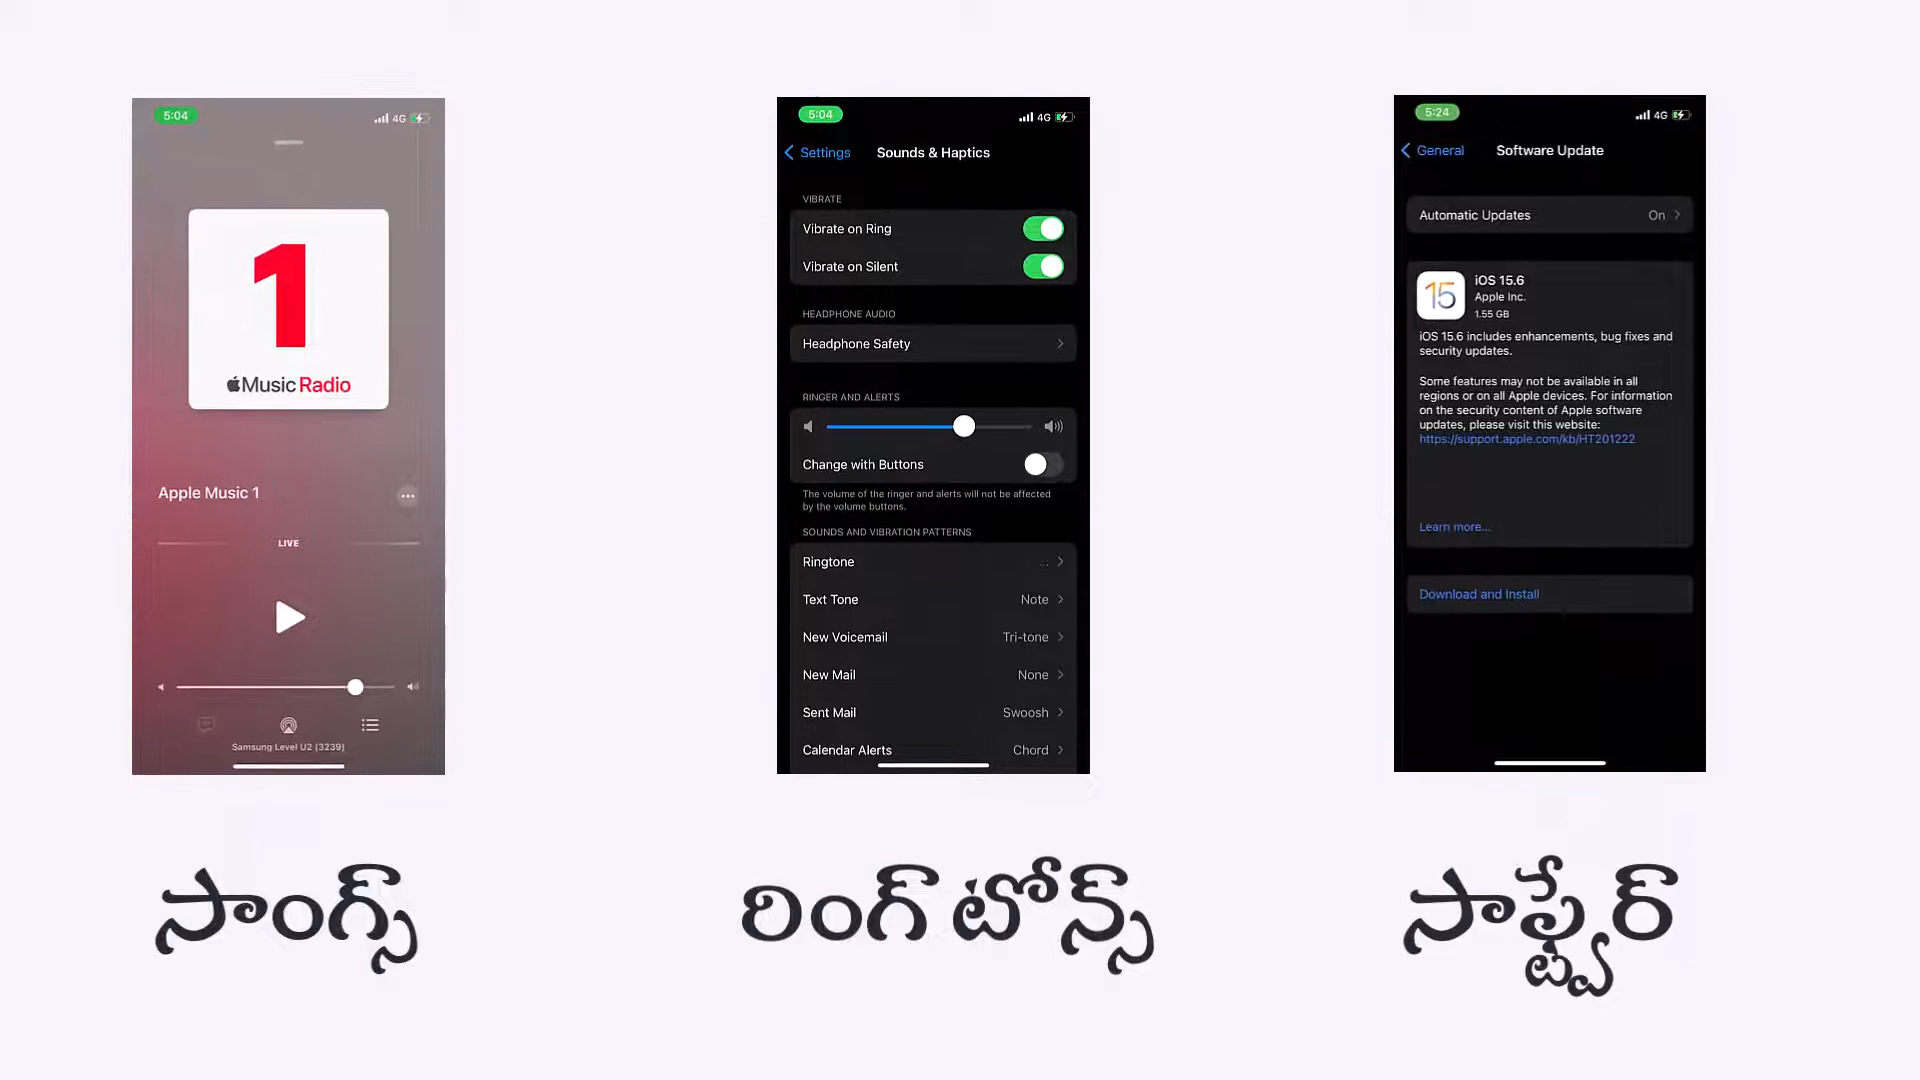 5:04
4G
1
Music Radio
Apple Music 1
LIVE
Samsung Level U2 (3239)
సాంగ్స్
5:04
4G
Settings
Sounds & Haptics
VIBRATE
Vibrate on Ring
Vibrate on Silent
HEADPHONE AUDIO
Headphone Safety
RINGER AND ALERTS
Change with Buttons
The volume of the ringer and alerts will not be affected
by the volume buttons.
SOUNDS AND VIBRATION PATTERNS
Ringtone
Text Tone Note
New Voicemail Tri-tone
New Mail None
Sent Mail Swoosh
Calendar Alerts Chord
రింగ్ టోన్స్
5:24
4G
General
Software Update
Automatic Updates On
15
iOS 15.6
Apple Inc.
1.55 GB
iOS 15.6 includes enhancements, bug fixes and
security updates.
Some features may not be available in all
regions or on all Apple devices. For information
on the security content of Apple software
updates, please visit this website:
https://support.apple.com/kb/HT201222
Learn more...
Download and Install
సాఫ్ట్వేర్